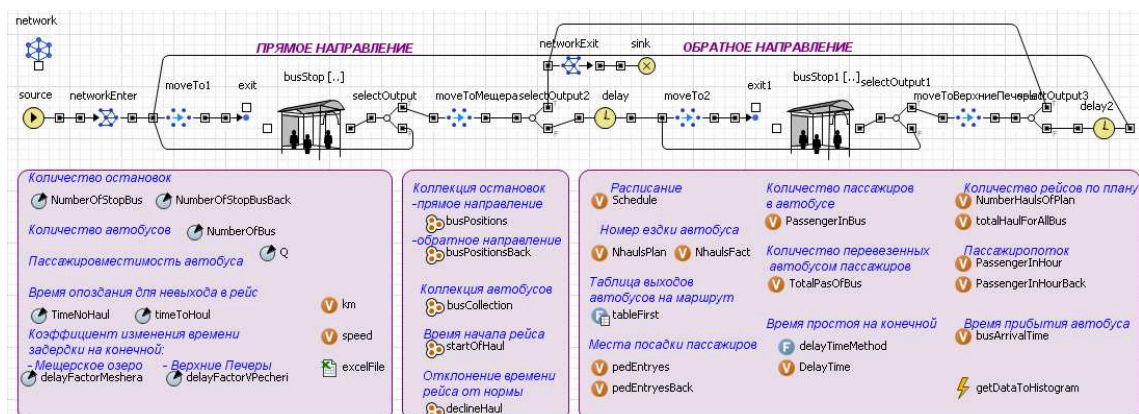 network
ПРЯМОЕ НАПРАВЛЕНИЕ
networkExit
sink
ОБРАТНОЕ НАПРАВЛЕНИЕ
source
networkEnter
moveTo1
exit
busStop [..]
selectOutput
moveToМещера
selectOutput2
delay
moveTo2
exit1
busStop1 [..]
selectOutput1
moveToВерхниеПечеры
selectOutput3
delay2
Количество остановок
NumberOfStopBus
NumberOfStopBusBack
Количество автобусов
NumberOfBus
Q
Пассажировместимость автобуса
Время опоздания для невыхода в рейс
TimeNoHaul
timeToHoul
Коэффициент изменения времени
задердки на конечной:
- Мещерское озеро
- Верхние Печеры
delayFactorMeshera
delayFactorVPecheri
km
speed
excelFile
Коллекция остановок
-прямое направление
busPositions
-обратное направление
busPositionsBack
Коллекция автобусов
busCollection
Время начала рейса
startOfHaul
Отклонение времени
рейса от нормы
declineHaul
Расписание
Schedule
Номер ездки автобуса
NhaulsPlan
NhaulsFact
Таблица выходов
автобусов на маршрут
tableFirst
Места посадки пассажиров
pedEntryes
pedEntryesBack
Количество пассажиров
в автобусе
PassengerInBus
Количество перевезенных
автобусом пассажиров
TotalPasOfBus
Время простоя на конечной
delayTimeMethod
DelayTime
Количество рейсов по плану
NumberHaulsOfPlan
totalHaulForAllBus
Пассажиропоток
PassengerInHour
PassengerInHourBack
Время прибытия автобуса
busArrivalTime
getDataToHistogram